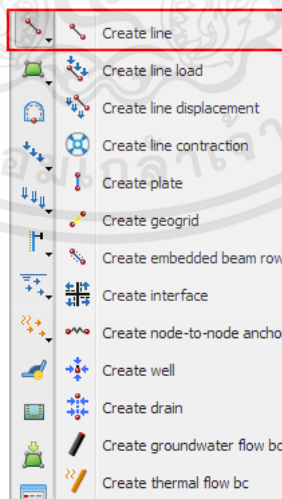 Create line
Create line load
Create line displacement
Create line contraction
Create plate
Create geogrid
Create embedded beam row
Create interface
Create node-to-node ancho
Create well
Create drain
Create groundwater flow bc
Create thermal flow bc